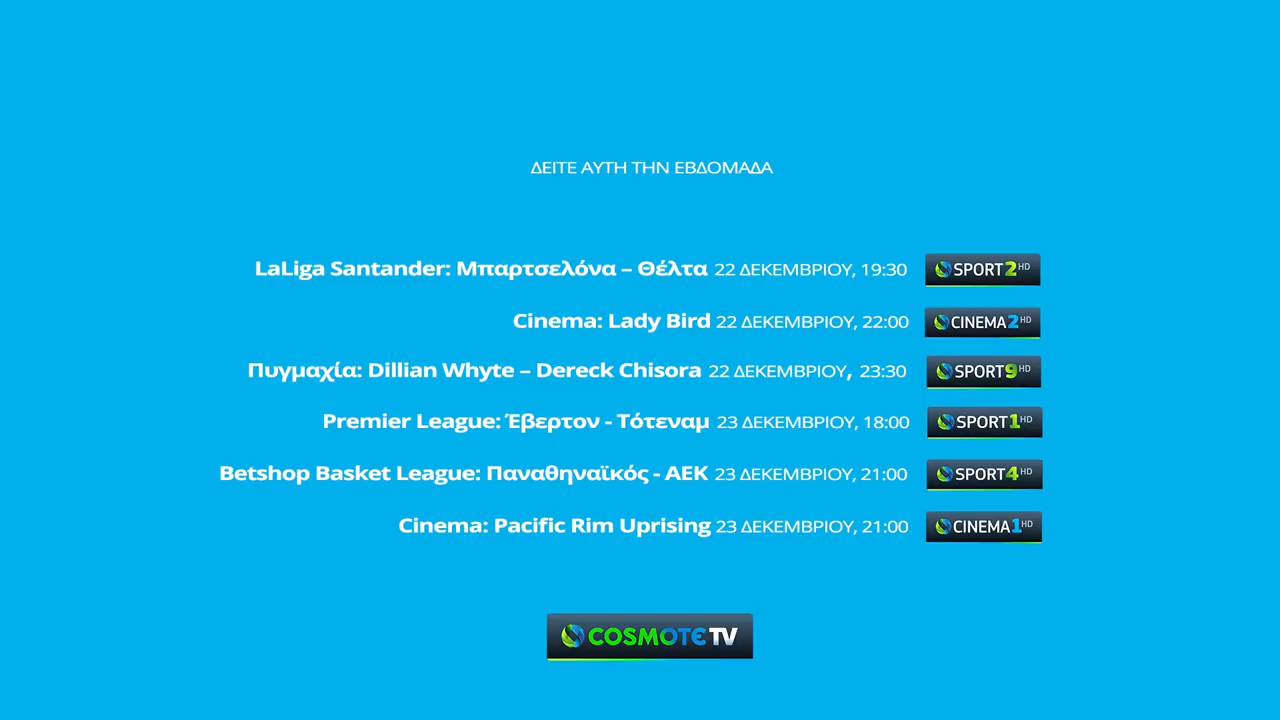 ΔΕΙΤΕ ΑΥΤΗ ΤΗΝ ΕΒΔΟΜΑΔΑ
LaLiga Santander: Μπαρτσελόνα – Θέλτα 22 ΔΕΚΕΜΒΡΙΟΥ, 19:30 SPORT2HD
Cinema: Lady Bird 22 ΔΕΚΕΜΒΡΙΟΥ, 22:00 CINEMA2HD
Πυγμαχία: Dillian Whyte – Dereck Chisora 22 ΔΕΚΕΜΒΡΙΟΥ, 23:30 SPORT9HD
Premier League: Έβερτον - Τότεναμ 23 ΔΕΚΕΜΒΡΙΟΥ, 18:00 SPORT1HD
Betshop Basket League: Παναθηναϊκός - ΑΕΚ 23 ΔΕΚΕΜΒΡΙΟΥ, 21:00 SPORT4HD
Cinema: Pacific Rim Uprising 23 ΔΕΚΕΜΒΡΙΟΥ, 21:00 CINEMA1HD
COSMOTE TV